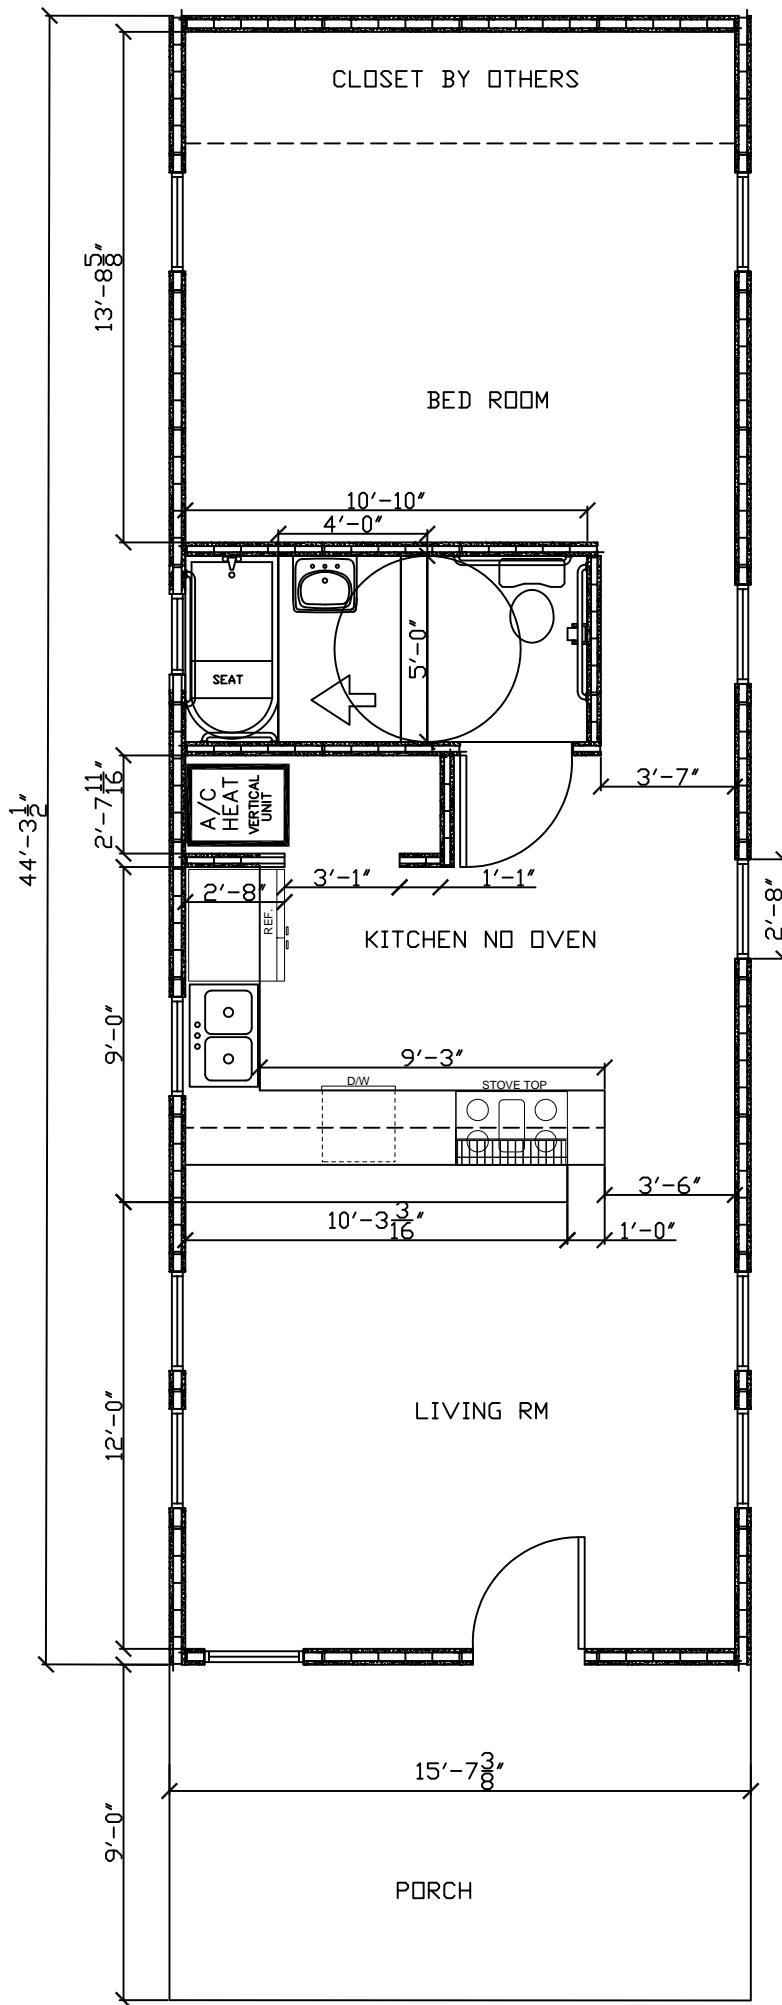 CLOSET BY OTHERS
13'-8 5/8"
BED ROOM
10'-10"
4'-0"
5'-0"
SEAT
44'-3 1/2"
2'-7 11/16"
A/C
HEAT
VERTICAL
UNIT
3'-7"
2'-8"
3'-1"
1'-1"
REF.
2'-8"
KITCHEN NO OVEN
9'-0"
9'-3"
D/W
STOVE TOP
3'-6"
10'-3 3/16"
1'-0"
12'-0"
LIVING RM
15'-7 3/8"
9'-0"
PORCH